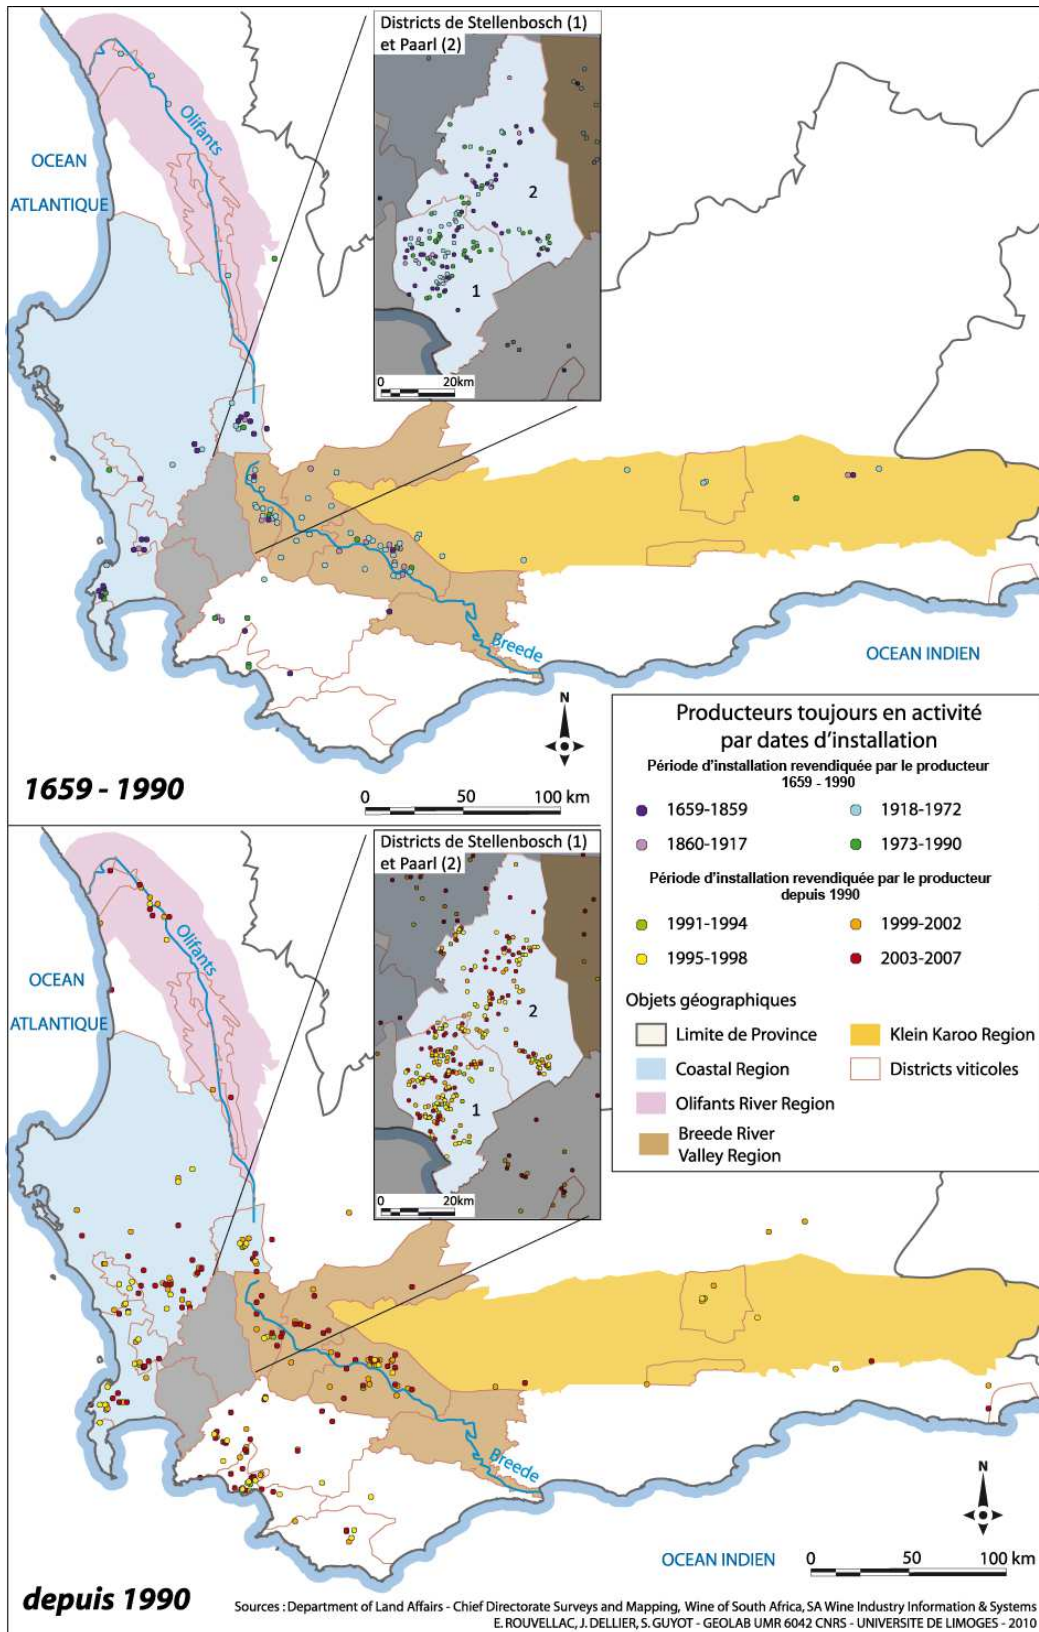 Districts de Stellenbosch (1)
et Paarl (2)
OCEAN
ATLANTIQUE
Olifants
2
1
0 20km
Breede
OCEAN INDIEN
N
0 50 100 km
1659 - 1990
Producteurs toujours en activité
par dates d'installation
Période d'installation revendiquée par le producteur
1659 - 1990
1659-1859
1918-1972
1860-1917
1973-1990
Période d'installation revendiquée par le producteur
depuis 1990
1991-1994
1999-2002
1995-1998
2003-2007
Objets géographiques
Limite de Province
Klein Karoo Region
Coastal Region
Districts viticoles
Olifants River Region
Breede River
Valley Region
Districts de Stellenbosch (1)
et Paarl (2)
OCEAN
ATLANTIQUE
Olifants
2
1
0 20km
Breede
N
OCEAN INDIEN
0 50 100 km
depuis 1990
Sources : Department of Land Affairs - Chief Directorate Surveys and Mapping, Wine of South Africa, SA Wine Industry Information & Systems
E. ROUVELLAC, J. DELLIER, S. GUYOT - GEOLAB UMR 6042 CNRS - UNIVERSITE DE LIMOGES - 2010